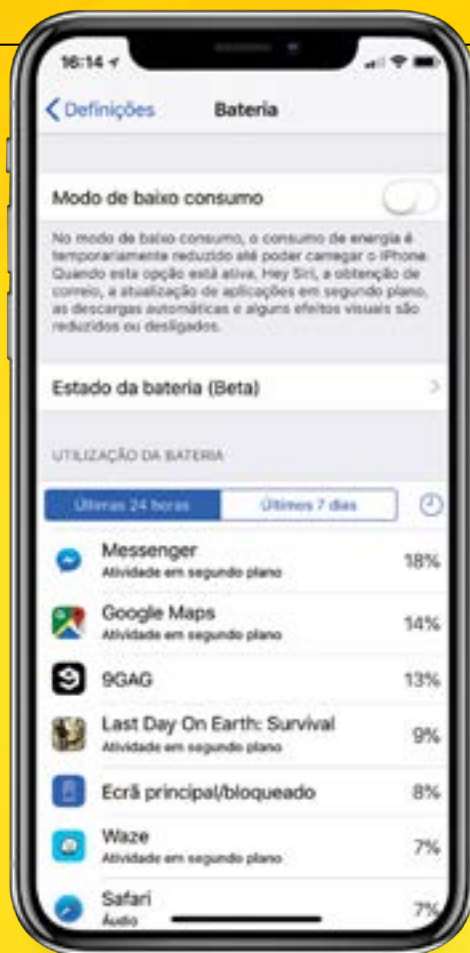 16:14
Definições Bateria
Modo de baixo consumo
No modo de baixo consumo, o consumo de energia é
temporariamente reduzido até poder carregar o iPhone.
Quando esta opção está ativa, Hey Siri, a obtenção de
correio, a atualização de aplicações em segundo plano,
as descargas automáticas e alguns efeitos visuais são
reduzidos ou desligados.
Estado da bateria (Beta)
UTILIZAÇÃO DA BATERIA
Últimas 24 horas Últimos 7 dias
Messenger 18%
Atividade em segundo plano
Google Maps 14%
Atividade em segundo plano
9GAG 13%
Last Day On Earth: Survival 9%
Atividade em segundo plano
Ecrã principal/bloqueado 8%
Waze 7%
Atividade em segundo plano
Safari 7%
Áudio